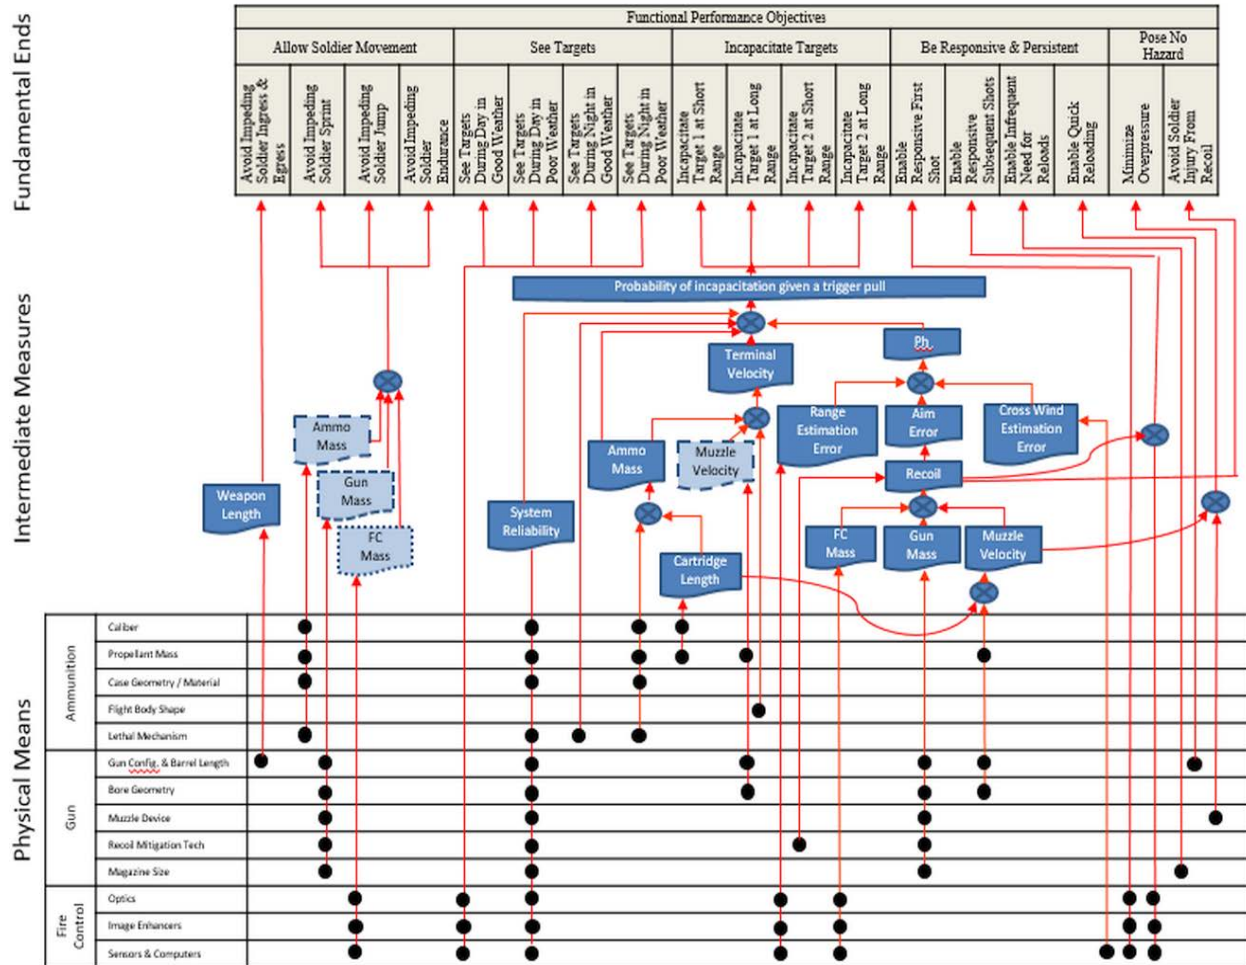 Fundamental Ends
Functional Performance Objectives
Allow Soldier Movement
See Targets
Incapacitate Targets
Be Responsive & Persistent
Pose No
Hazard
Avoid Impeding
Soldier Ingress &
Egress
Avoid Impeding
Soldier Sprint
Avoid Impeding
Soldier Jump
Avoid Impeding
Soldier
Endurance
See Targets
During Day in
Good Weather
See Targets
During Day in
Poor Weather
See Targets
During Night in
Good Weather
See Targets
During Night in
Poor Weather
Incapacitate
Target 1 at Short
Range
Incapacitate
Target 1 at Long
Range
Incapacitate
Target 2 at Short
Range
Incapacitate
Target 2 at Long
Range
Enable
Responsive First
Shot
Enable
Responsive
Subsequent Shots
Enable Infrequent
Need for
Reloads
Enable Quick
Reloading
Minimize
Overpressure
Avoid Soldier
Injury From
Recoil
Intermediate Measures
Probability of incapacitation given a trigger pull
Ph.
Terminal
Velocity
Ammo
Mass
Range
Estimation
Error
Aim
Error
Cross Wind
Estimation
Error
Ammo
Mass
Muzzle
Velocity
Gun
Mass
Recoil
Weapon
Length
System
Reliability
FC
Mass
FC
Mass
Gun
Mass
Muzzle
Velocity
Cartridge
Length
Physical Means
Ammunition
Caliber
Propellant Mass
Case Geometry / Material
Flight Body Shape
Lethal Mechanism
Gun
Gun Config. & Barrel Length
Bore Geometry
Muzzle Device
Recoil Mitigation Tech
Magazine Size
Fire
Control
Optics
Image Enhancers
Sensors & Computers